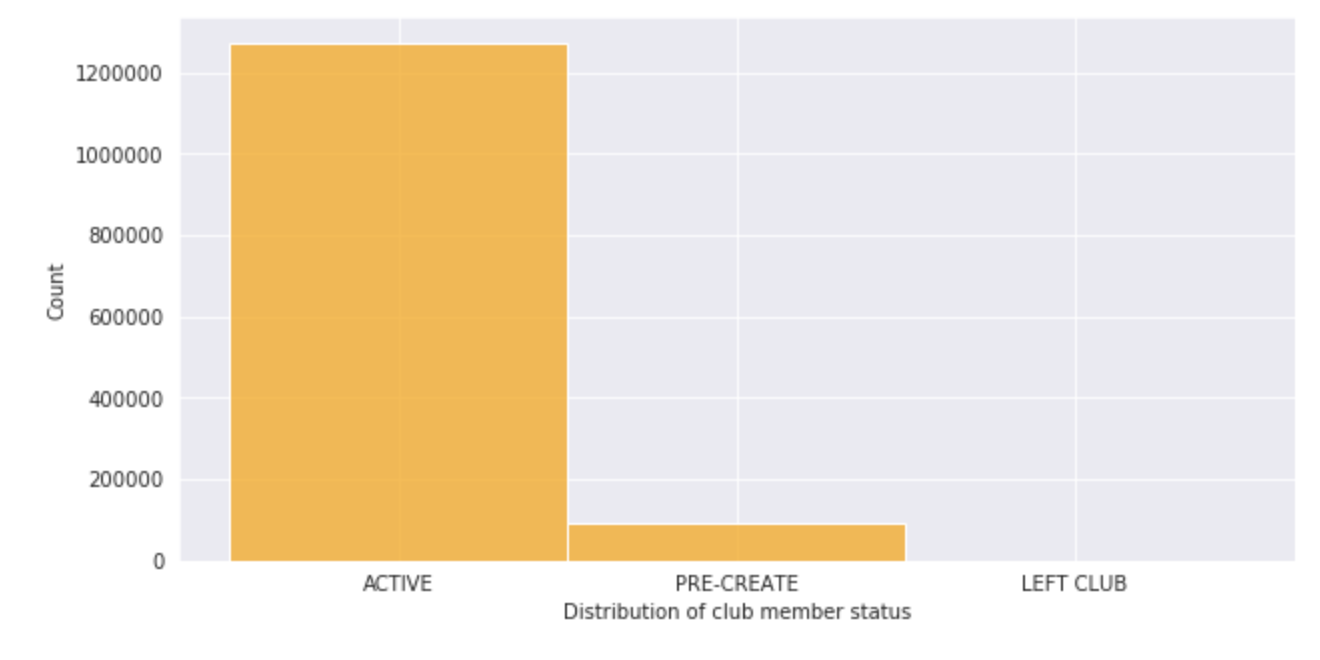 1200000
1000000
800000
600000
400000
200000
0
Count
ACTIVE PRE-CREATE LEFT CLUB
Distribution of club member status